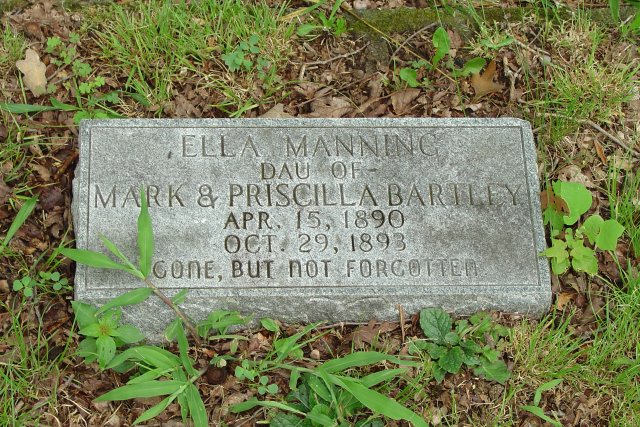 ELLA MANNING
DAU OF
MARK & PRISCILLA BARTLEY
APR. 15, 1890
OCT. 29, 1893
GONE, BUT NOT FORGOTTEN